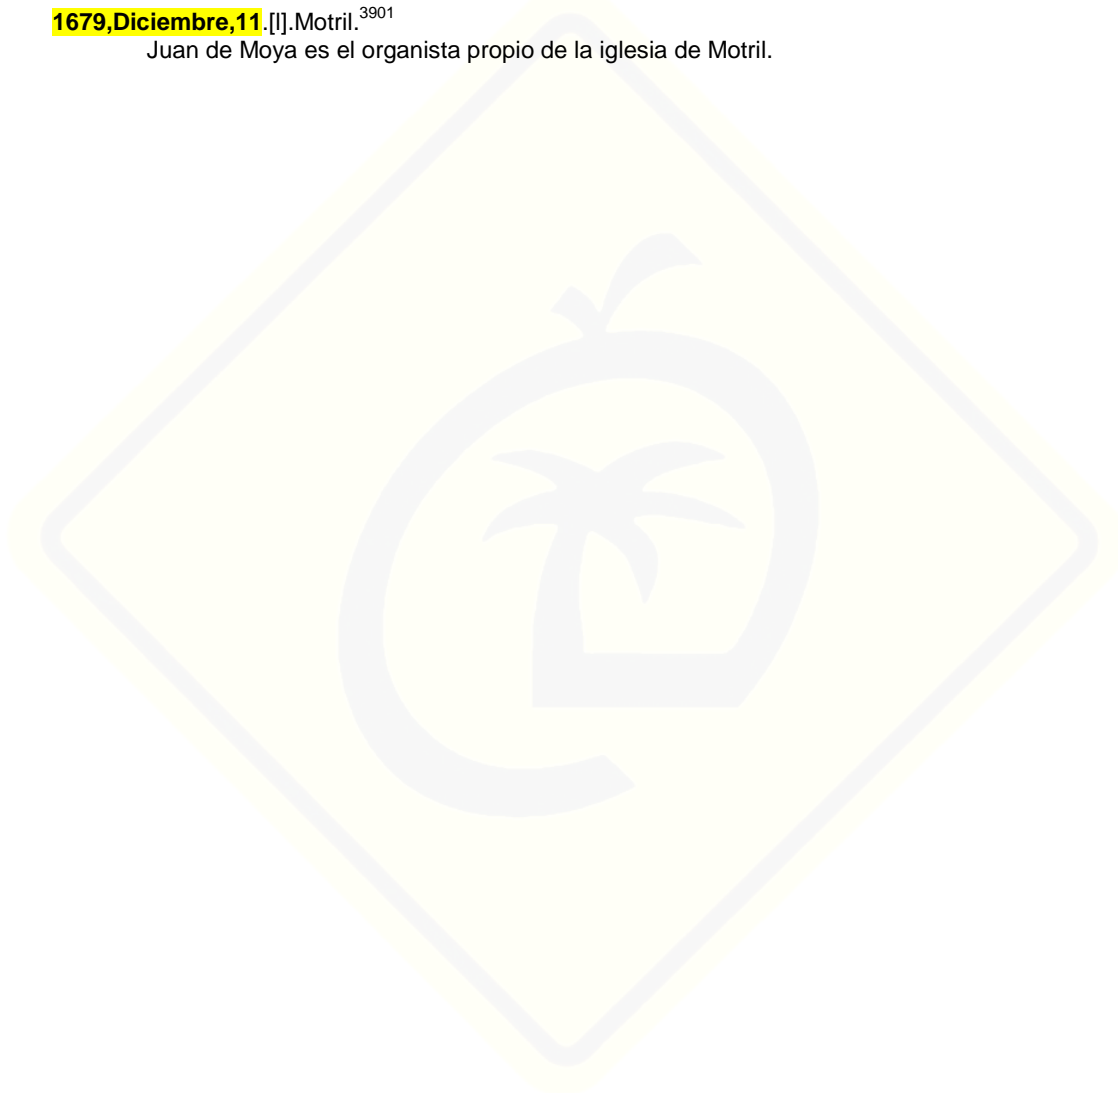 1679,Diciembre,11.[I].Motril.3901
Juan de Moya es el organista propio de la iglesia de Motril.